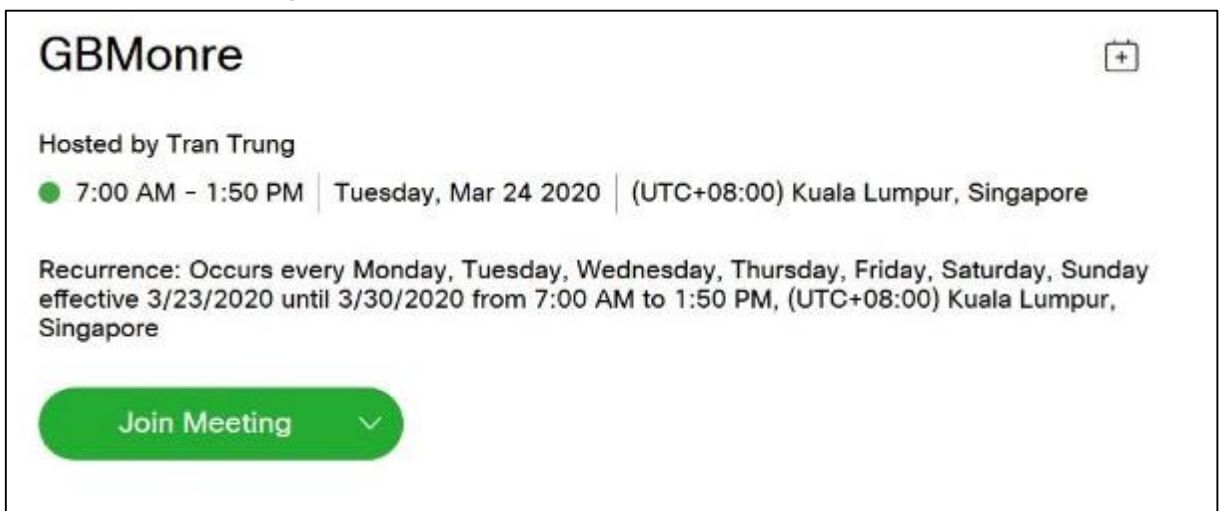 GBMonre
Hosted by Tran Trung
7:00 AM – 1:50 PM | Tuesday, Mar 24 2020 | (UTC+08:00) Kuala Lumpur, Singapore
Recurrence: Occurs every Monday, Tuesday, Wednesday, Thursday, Friday, Saturday, Sunday
effective 3/23/2020 until 3/30/2020 from 7:00 AM to 1:50 PM, (UTC+08:00) Kuala Lumpur,
Singapore
Join Meeting